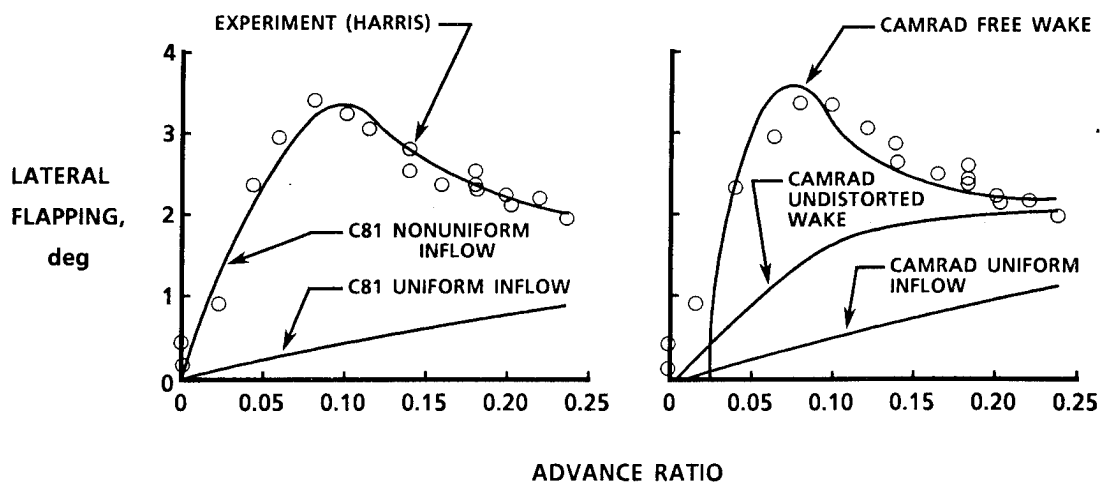 EXPERIMENT (HARRIS)
CAMRAD FREE WAKE
4
3
2
1
0
LATERAL
FLAPPING,
deg
C81 NONUNIFORM
INFLOW
C81 UNIFORM INFLOW
CAMRAD
UNDISTORTED
WAKE
CAMRAD UNIFORM
INFLOW
0 0.05 0.10 0.15 0.20 0.25
0 0.05 0.10 0.15 0.20 0.25
ADVANCE RATIO